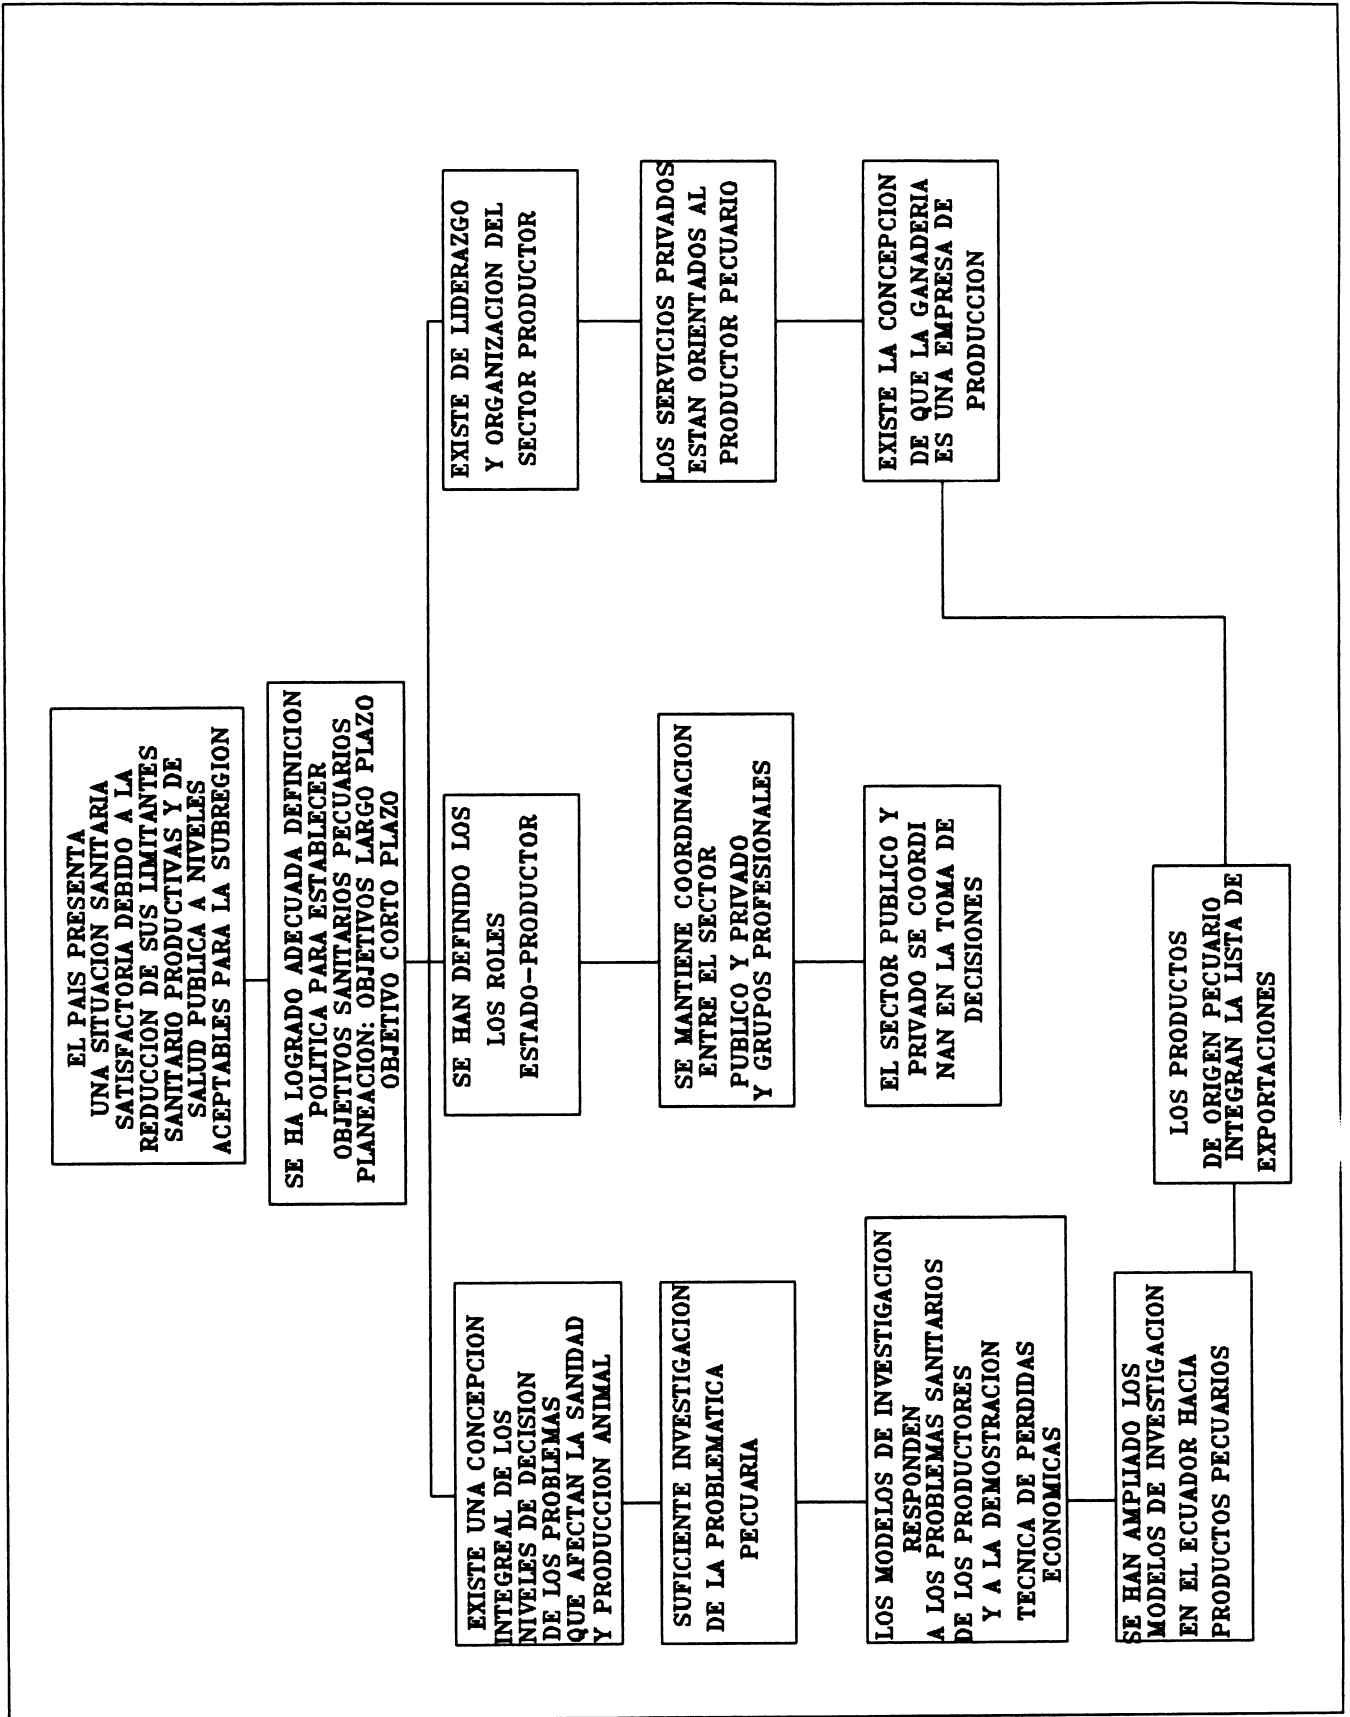 EL PAIS PRESENTA
UNA SITUACION SANITARIA
SATISFACTORIA DEBIDO A LA
REDUCCION DE SUS LIMITANTES
SANITARIO PRODUCTIVAS Y DE
SALUD PUBLICA A NIVELES
ACEPTABLES PARA LA SUBREGION
SE HA LOGRADO ADECUADA DEFINICION
POLITICA PARA ESTABLECER
OBJETIVOS SANITARIOS PECUARIOS
PLANEACION: OBJETIVOS LARGO PLAZO
OBJETIVO CORTO PLAZO
EXISTE UNA CONCEPCION
INTEGREAL DE LOS
NIVELES DE DECISION
DE LOS PROBLEMAS
QUE AFECTAN LA SANIDAD
Y PRODUCCION ANIMAL
SUFICIENTE INVESTIGACION
DE LA PROBLEMATICA
PECUARIA
LOS MODELOS DE INVESTIGACION
RESPONDEN
A LOS PROBLEMAS SANITARIOS
DE LOS PRODUCTORES
Y A LA DEMOSTRACION
TECNICA DE PERDIDAS
ECONOMICAS
SE HAN AMPLIADO LOS
MODELOS DE INVESTIGACION
EN EL ECUADOR HACIA
PRODUCTOS PECUARIOS
SE HAN DEFINIDO LOS
LOS ROLES
ESTADO-PRODUCTOR
SE MANTIENE COORDINACION
ENTRE EL SECTOR
PUBLICO Y PRIVADO
Y GRUPOS PROFESIONALES
EL SECTOR PUBLICO Y
PRIVADO SE COORDI
NAN EN LA TOMA DE
DECISIONES
EXISTE DE LIDERAZGO
Y ORGANIZACION DEL
SECTOR PRODUCTOR
LOS SERVICIOS PRIVADOS
ESTAN ORIENTADOS AL
PRODUCTOR PECUARIO
EXISTE LA CONCEPCION
DE QUE LA GANADERIA
ES UNA EMPRESA DE
PRODUCCION
LOS PRODUCTOS
DE ORIGEN PECUARIO
INTEGRAN LA LISTA DE
EXPORTACIONES